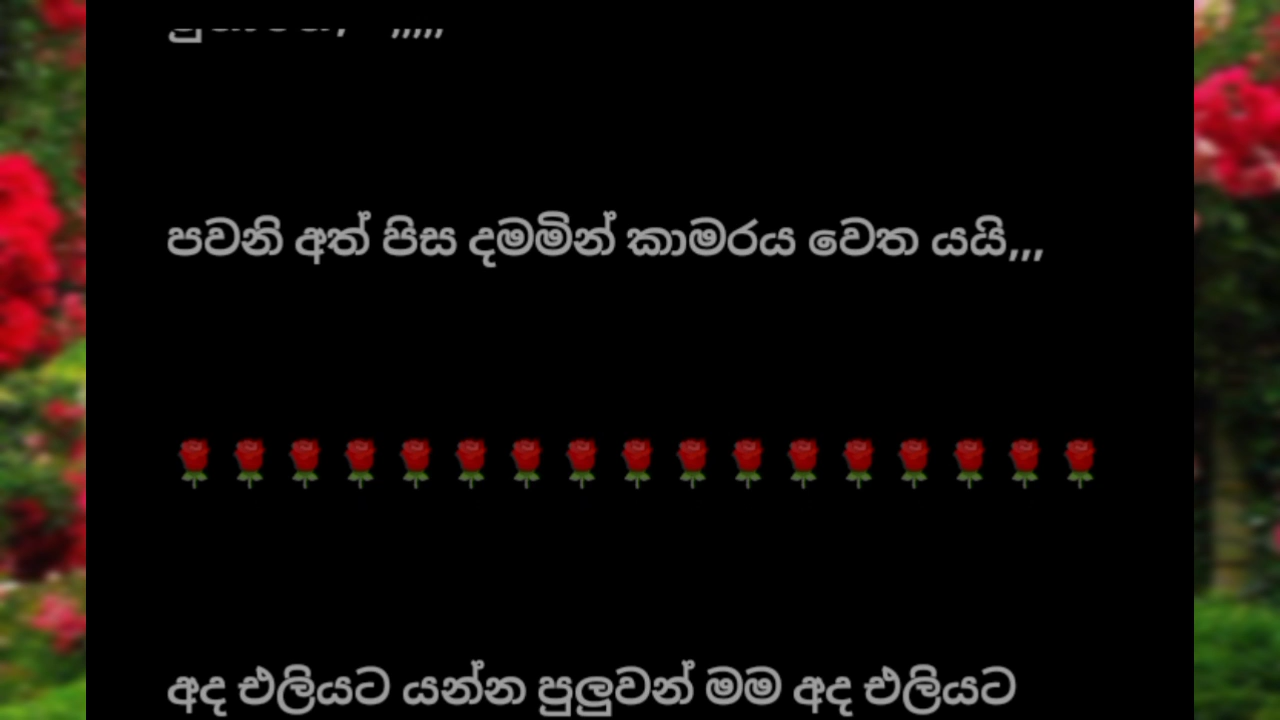 පවනි අත් පිස දමමින් කාමරය වෙත යයි,,,
🌹🌹🌹🌹🌹🌹🌹🌹🌹🌹🌹🌹🌹🌹🌹🌹🌹
අද එලියට යන්න පුලුවන් මම අද එලියට